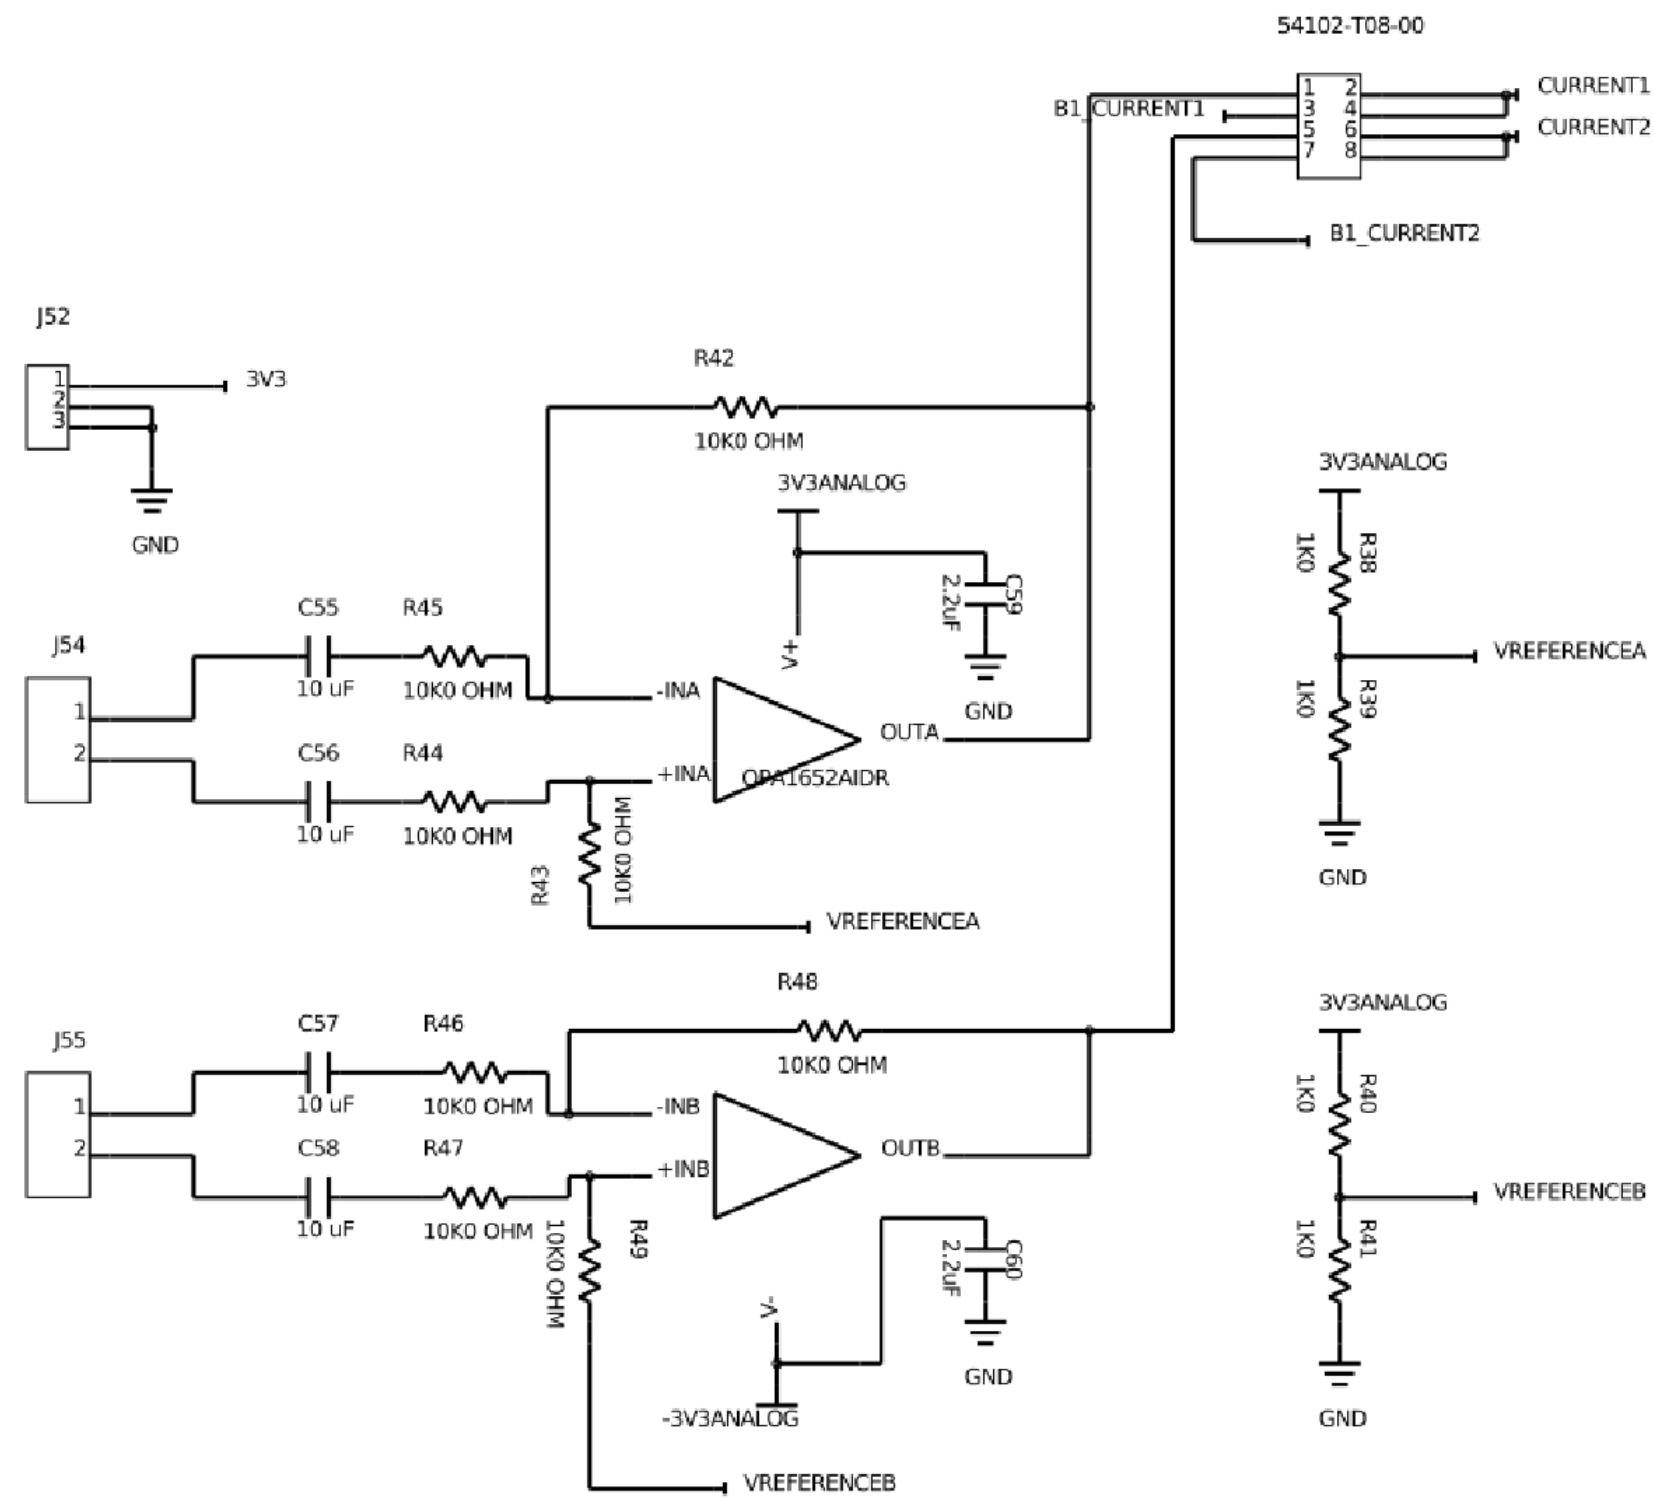 54102-T08-00
1 2 CURRENT1
B1_CURRENT1 3 4
5 6 CURRENT2
7 8
B1_CURRENT2
J52
1 3V3
2
3
GND
R42
10K0 OHM
3V3ANALOG
V+
C59
2.2uF
GND
J54
1
2
C55
10 uF
R45
10K0 OHM
C56
10 uF
R44
10K0 OHM
-INA
+INA
OUTA
OPA1652AIDR
R43
10K0 OHM
VREFERENCEA
3V3ANALOG
R38
1K0
VREFERENCEA
R39
1K0
GND
R48
10K0 OHM
J55
1
2
C57
10 uF
R46
10K0 OHM
C58
10 uF
R47
10K0 OHM
-INB
+INB
OUTB
R49
10K0 OHM
V-
-3V3ANALOG
C60
2.2uF
GND
VREFERENCEB
3V3ANALOG
R40
1K0
VREFERENCEB
R41
1K0
GND